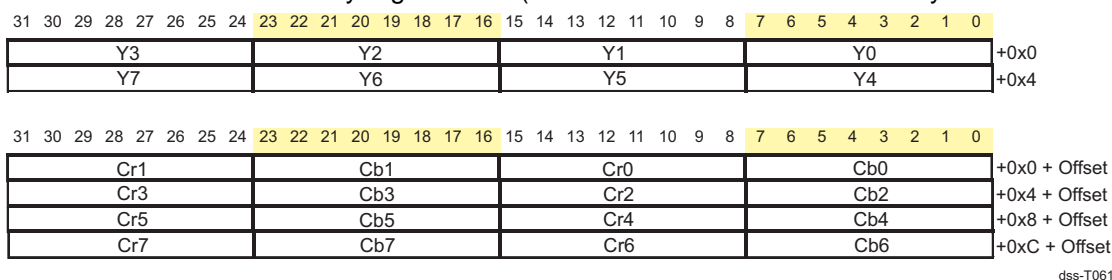 31 30 29 28 27 26 25 24 23 22 21 20 19 18 17 16 15 14 13 12 11 10 9 8 7 6 5 4 3 2 1 0
Y3 Y2 Y1 Y0 +0x0
Y7 Y6 Y5 Y4 +0x4
31 30 29 28 27 26 25 24 23 22 21 20 19 18 17 16 15 14 13 12 11 10 9 8 7 6 5 4 3 2 1 0
Cr1 Cb1 Cr0 Cb0 +0x0 + Offset
Cr3 Cb3 Cr2 Cb2 +0x4 + Offset
Cr5 Cb5 Cr4 Cb4 +0x8 + Offset
Cr7 Cb7 Cr6 Cb6 +0xC + Offset
dss-T061